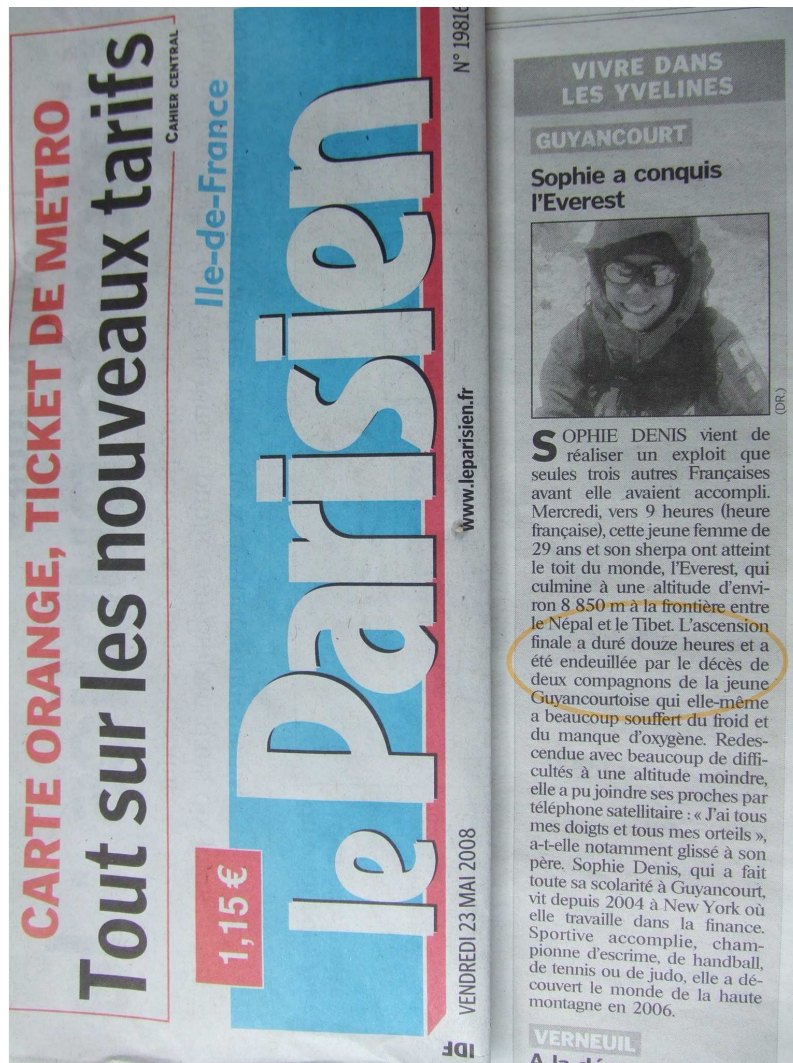 CARTE ORANGE, TICKET DE METRO
Tout sur les nouveaux tarifs
CAHIER CENTRAL
Ile-de-France
1,15 €
le Parisien
VENDREDI 23 MAI 2008
www.leparisien.fr
N° 19816
IDF
VIVRE DANS
LES YVELINES
GUYANCOURT
Sophie a conquis
l'Everest
(DR.)
SOPHIE DENIS vient de
réaliser un exploit que
seules trois autres Françaises
avant elle avaient accompli.
Mercredi, vers 9 heures (heure
française), cette jeune femme de
29 ans et son sherpa ont atteint
le toit du monde, l'Everest, qui
culmine à une altitude d'envi-
ron 8 850 m à la frontière entre
le Népal et le Tibet. L'ascension
finale a duré douze heures et a
été endeuillée par le décès de
deux compagnons de la jeune
Guyancourtoise qui elle-même
a beaucoup souffert du froid et
du manque d'oxygène. Redes-
cendue avec beaucoup de diffi-
cultés à une altitude moindre,
elle a pu joindre ses proches par
téléphone satellitaire : « J'ai tous
mes doigts et tous mes orteils »,
a-t-elle notamment glissé à son
père. Sophie Denis, qui a fait
toute sa scolarité à Guyancourt,
vit depuis 2004 à New York où
elle travaille dans la finance.
Sportive accomplie, cham-
pionne d'escrime, de handball,
de tennis ou de judo, elle a dé-
couvert le monde de la haute
montagne en 2006.
VERNEUIL
A la